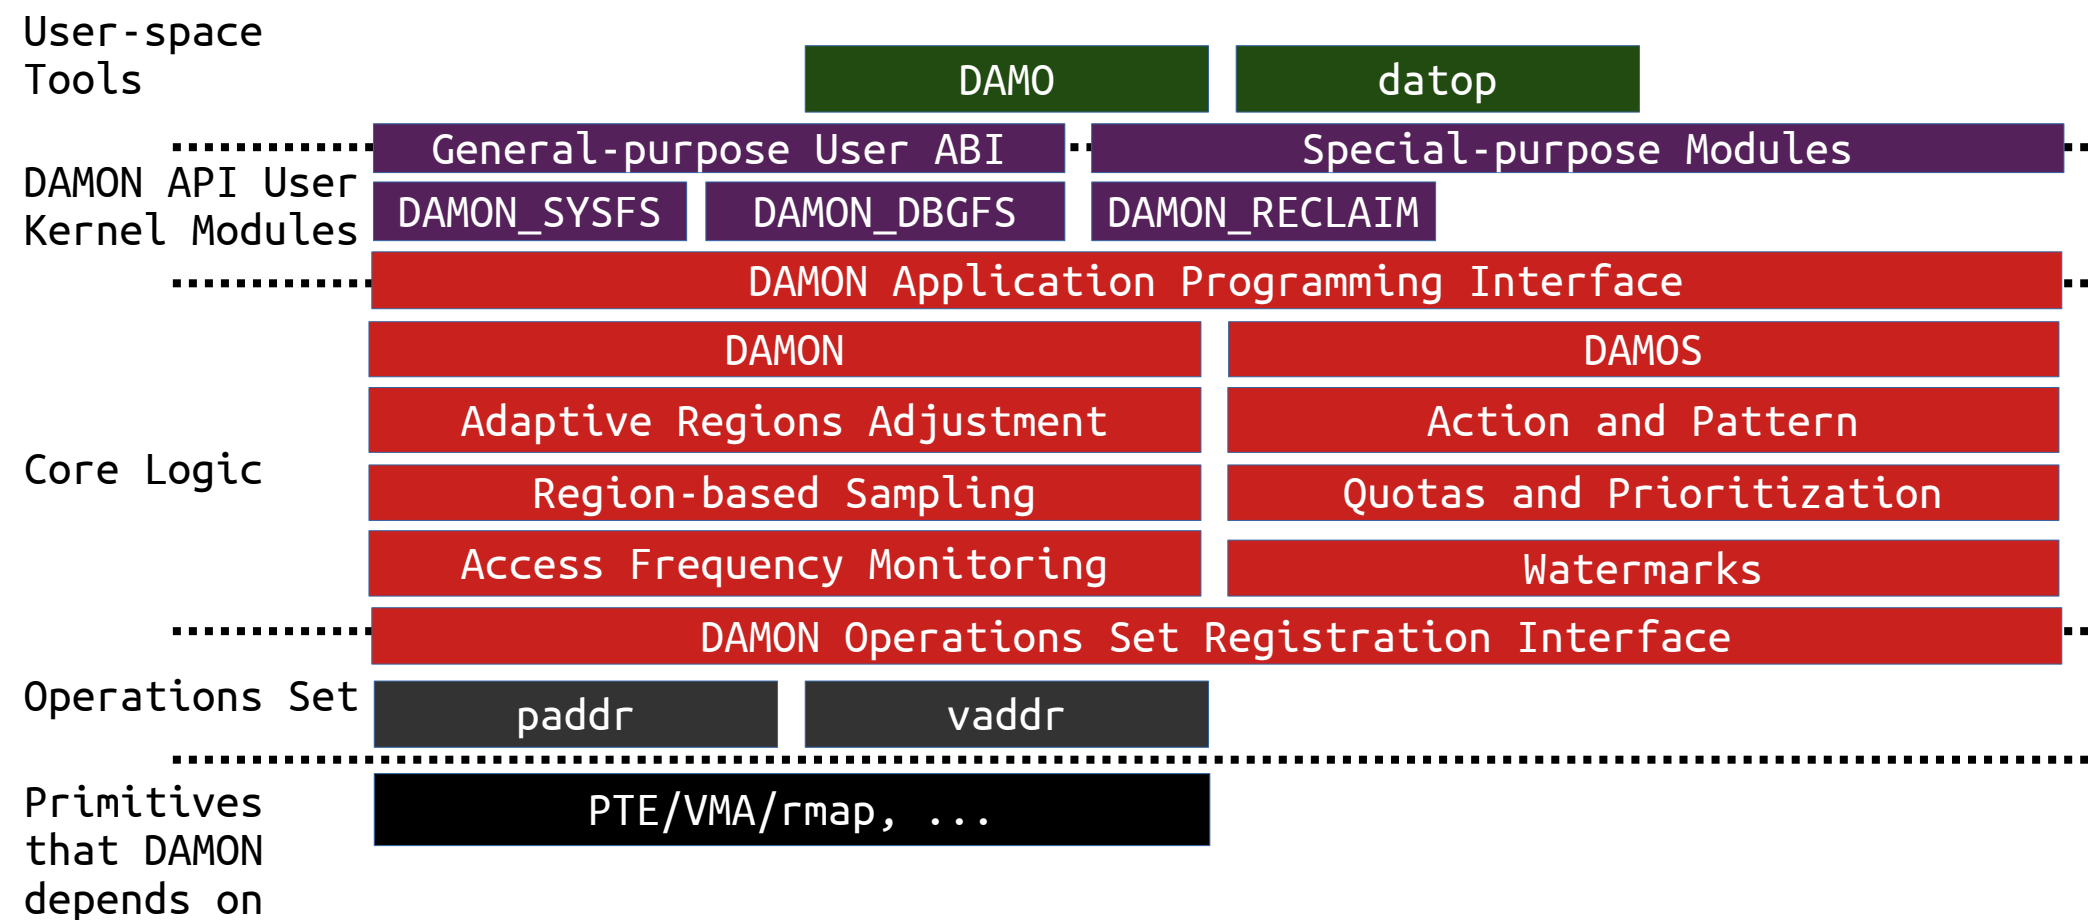 User-space
Tools
DAMO
datop
General-purpose User ABI
Special-purpose Modules
DAMON API User
Kernel Modules
DAMON_SYSFS
DAMON_DBGFS
DAMON_RECLAIM
DAMON Application Programming Interface
DAMON
DAMOS
Adaptive Regions Adjustment
Action and Pattern
Core Logic
Region-based Sampling
Quotas and Prioritization
Access Frequency Monitoring
Watermarks
DAMON Operations Set Registration Interface
Operations Set
paddr
vaddr
Primitives
that DAMON
depends on
PTE/VMA/rmap, ...